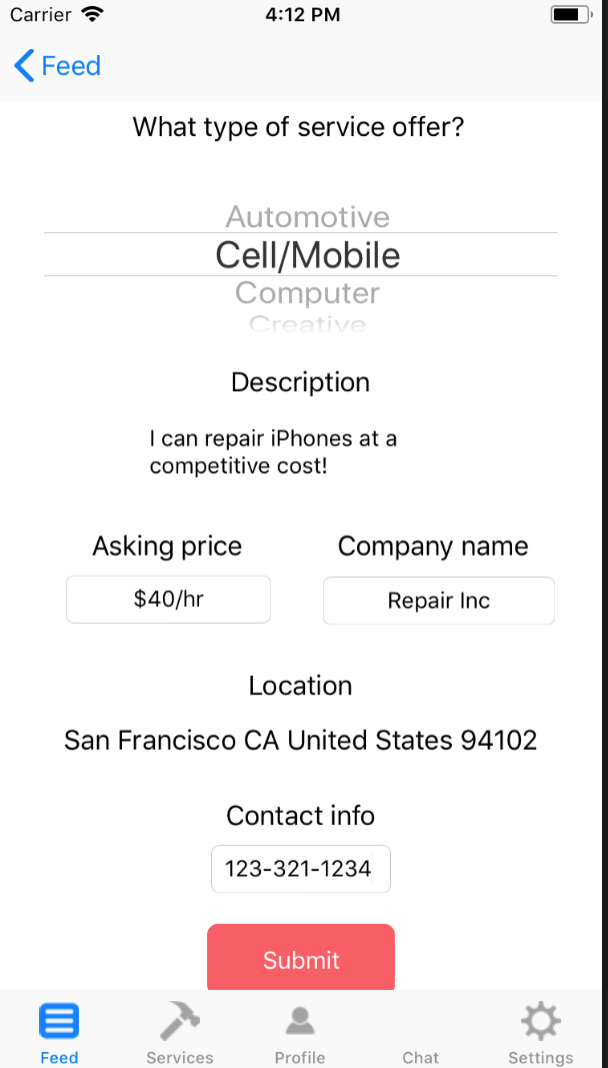 Carrier 4:12 PM
Feed
What type of service offer?
Automotive
Cell/Mobile
Computer
Creative
Description
I can repair iPhones at a
competitive cost!
Asking price Company name
$40/hr Repair Inc
Location
San Francisco CA United States 94102
Contact info
123-321-1234
Submit
Feed Services Profile Chat Settings